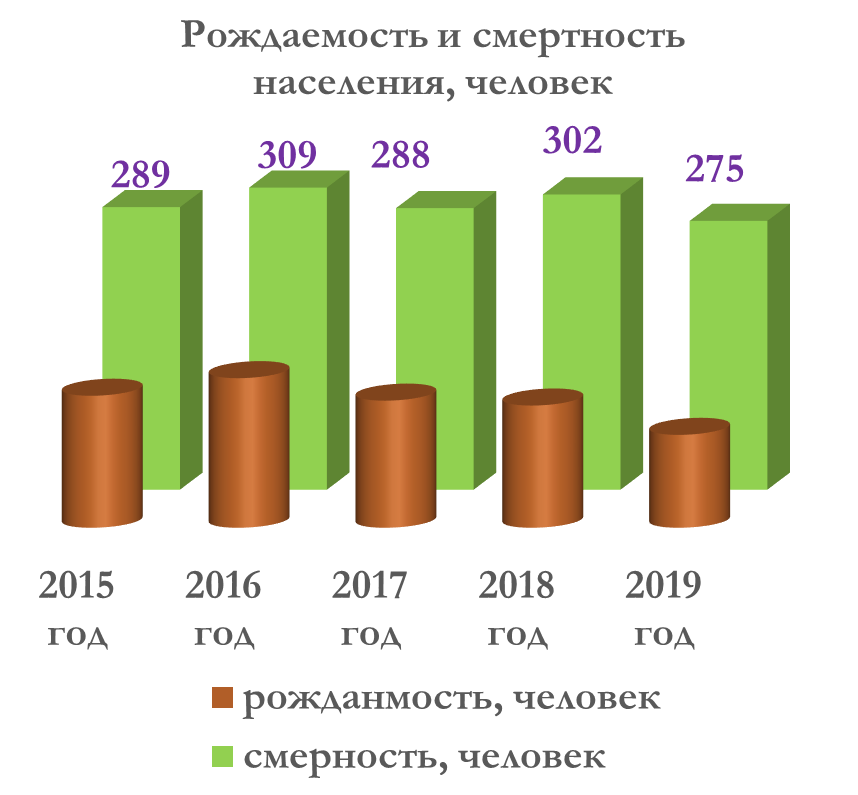 Рождаемость и смертность
населения, человек
289
309
288
302
275
2015
год
2016
год
2017
год
2018
год
2019
год
рожданмость, человек
смерность, человек